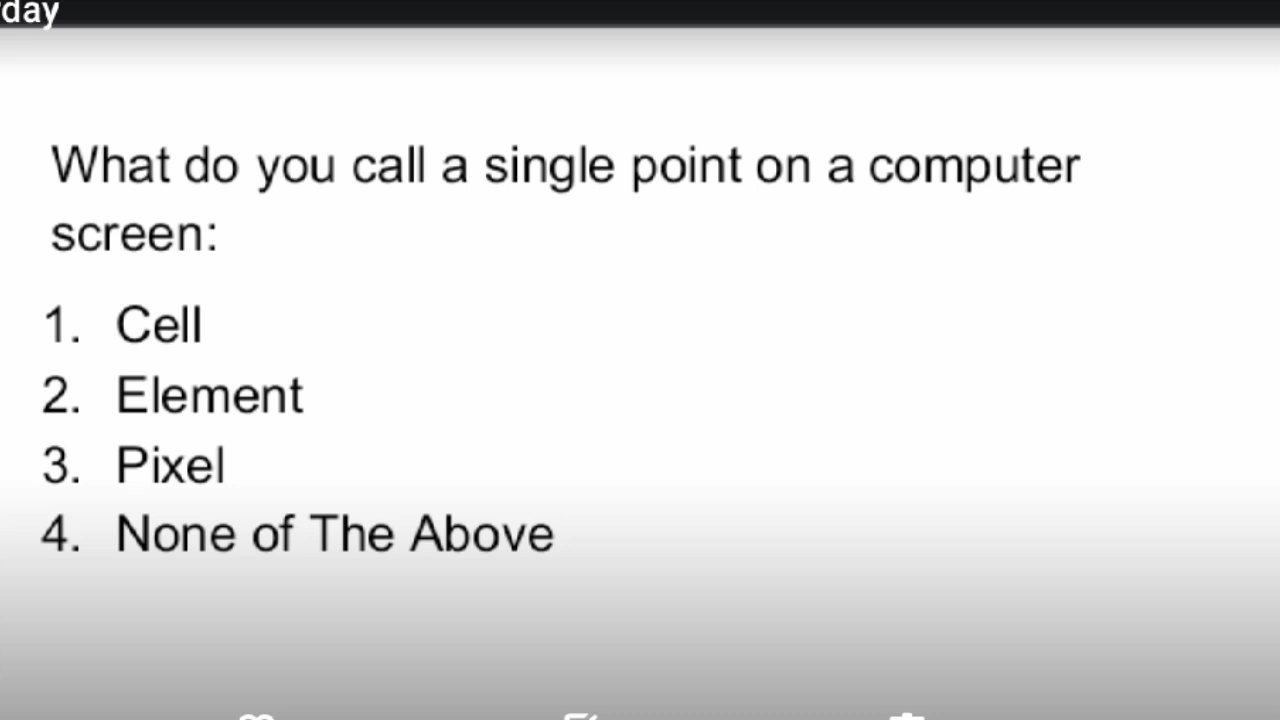 day
What do you call a single point on a computer
screen:
1. Cell
2. Element
3. Pixel
4. None of The Above